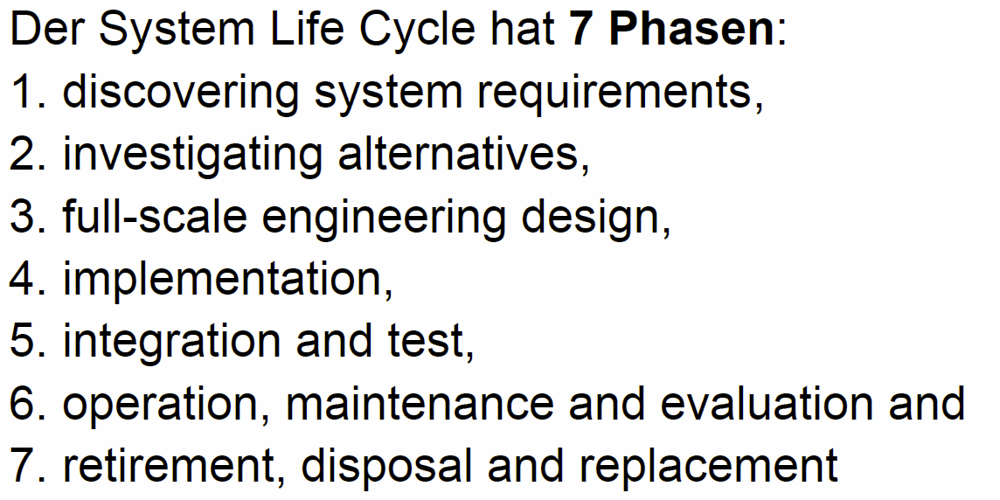 Der System Life Cycle hat 7 Phasen:
1. discovering system requirements,
2. investigating alternatives,
3. full-scale engineering design,
4. implementation,
5. integration and test,
6. operation, maintenance and evaluation and
7. retirement, disposal and replacement